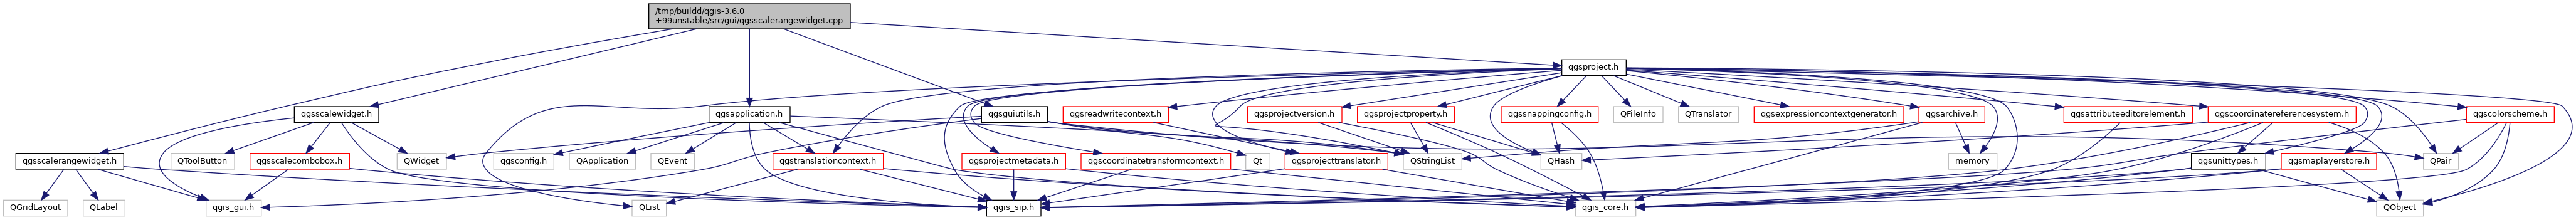 /tmp/buildd/qgis-3.6.0
+99unstable/src/gui/qgsscalerangewidget.cpp
qgsproject.h
qgsscalewidget.h
qgsapplication.h
qgsguiutils.h
qgsreadwritecontext.h
qgsprojectversion.h
qgsprojectproperty.h
qgssnappingconfig.h
QFileInfo
QTranslator
qgsexpressioncontextgenerator.h
qgsarchive.h
qgsattributeeditorelement.h
qgscoordinatereferencesystem.h
qgscolorscheme.h
qgsscalerangewidget.h
QToolButton
qgsscalecombobox.h
QWidget
qgsconfig.h
QApplication
QEvent
qgstranslationcontext.h
qgsprojectmetadata.h
qgscoordinatetransformcontext.h
Qt
qgsprojecttranslator.h
QStringList
QHash
memory
qgsunittypes.h
qgsmaplayerstore.h
QPair
QGridLayout
QLabel
qgis_gui.h
QList
qgis_sip.h
qgis_core.h
QObject